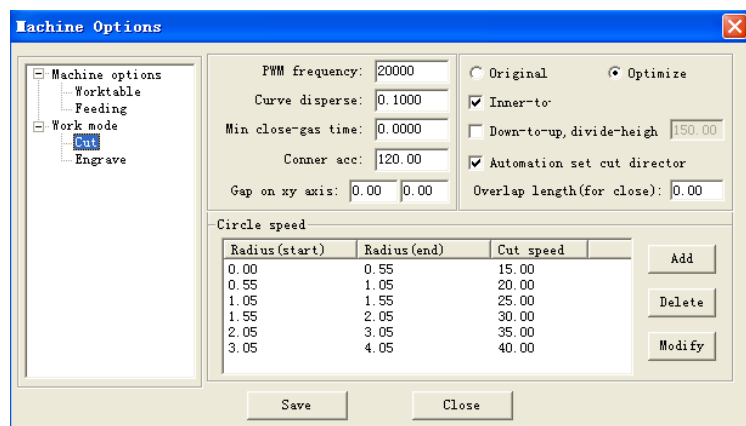 Machine Options
Machine options
Worktable
Feeding
Work mode
Cut
Engrave
PWM frequency: 20000
Curve disperse: 0.1000
Min close-gas time: 0.0000
Conner acc: 120.00
Gap on xy axis: 0.00 0.00
Original Optimize
Inner-to-
Down-to-up, divide-heigh 150.00
Automation set cut director
Overlap length(for close): 0.00
Circle speed
Radius(start) Radius(end) Cut speed
0.00 0.55 15.00
0.55 1.05 20.00
1.05 1.55 25.00
1.55 2.05 30.00
2.05 3.05 35.00
3.05 4.05 40.00
Add
Delete
Modify
Save Close